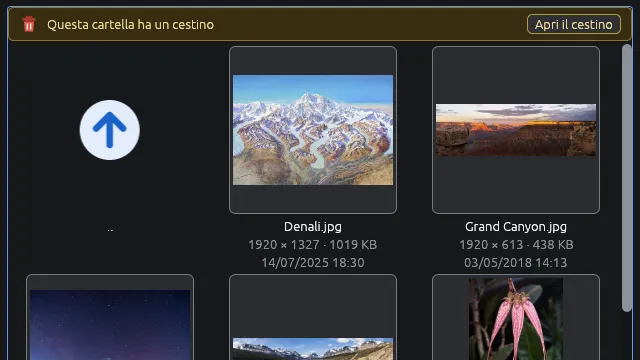 Questa cartella ha un cestino
Apri il cestino
..
Denali.jpg
1920 × 1327 · 1019 KB
14/07/2025 18:30
Grand Canyon.jpg
1920 × 613 · 438 KB
03/05/2018 14:13